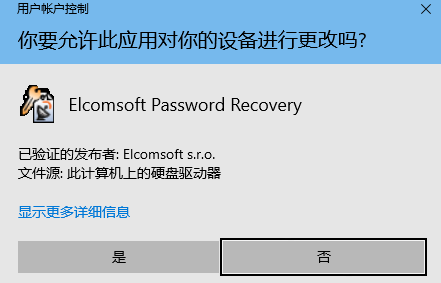 用户帐户控制
你要允许此应用对你的设备进行更改吗?
Elcomsoft Password Recovery
已验证的发布者: Elcomsoft s.r.o.
文件源: 此计算机上的硬盘驱动器
显示更多详细信息
是
否